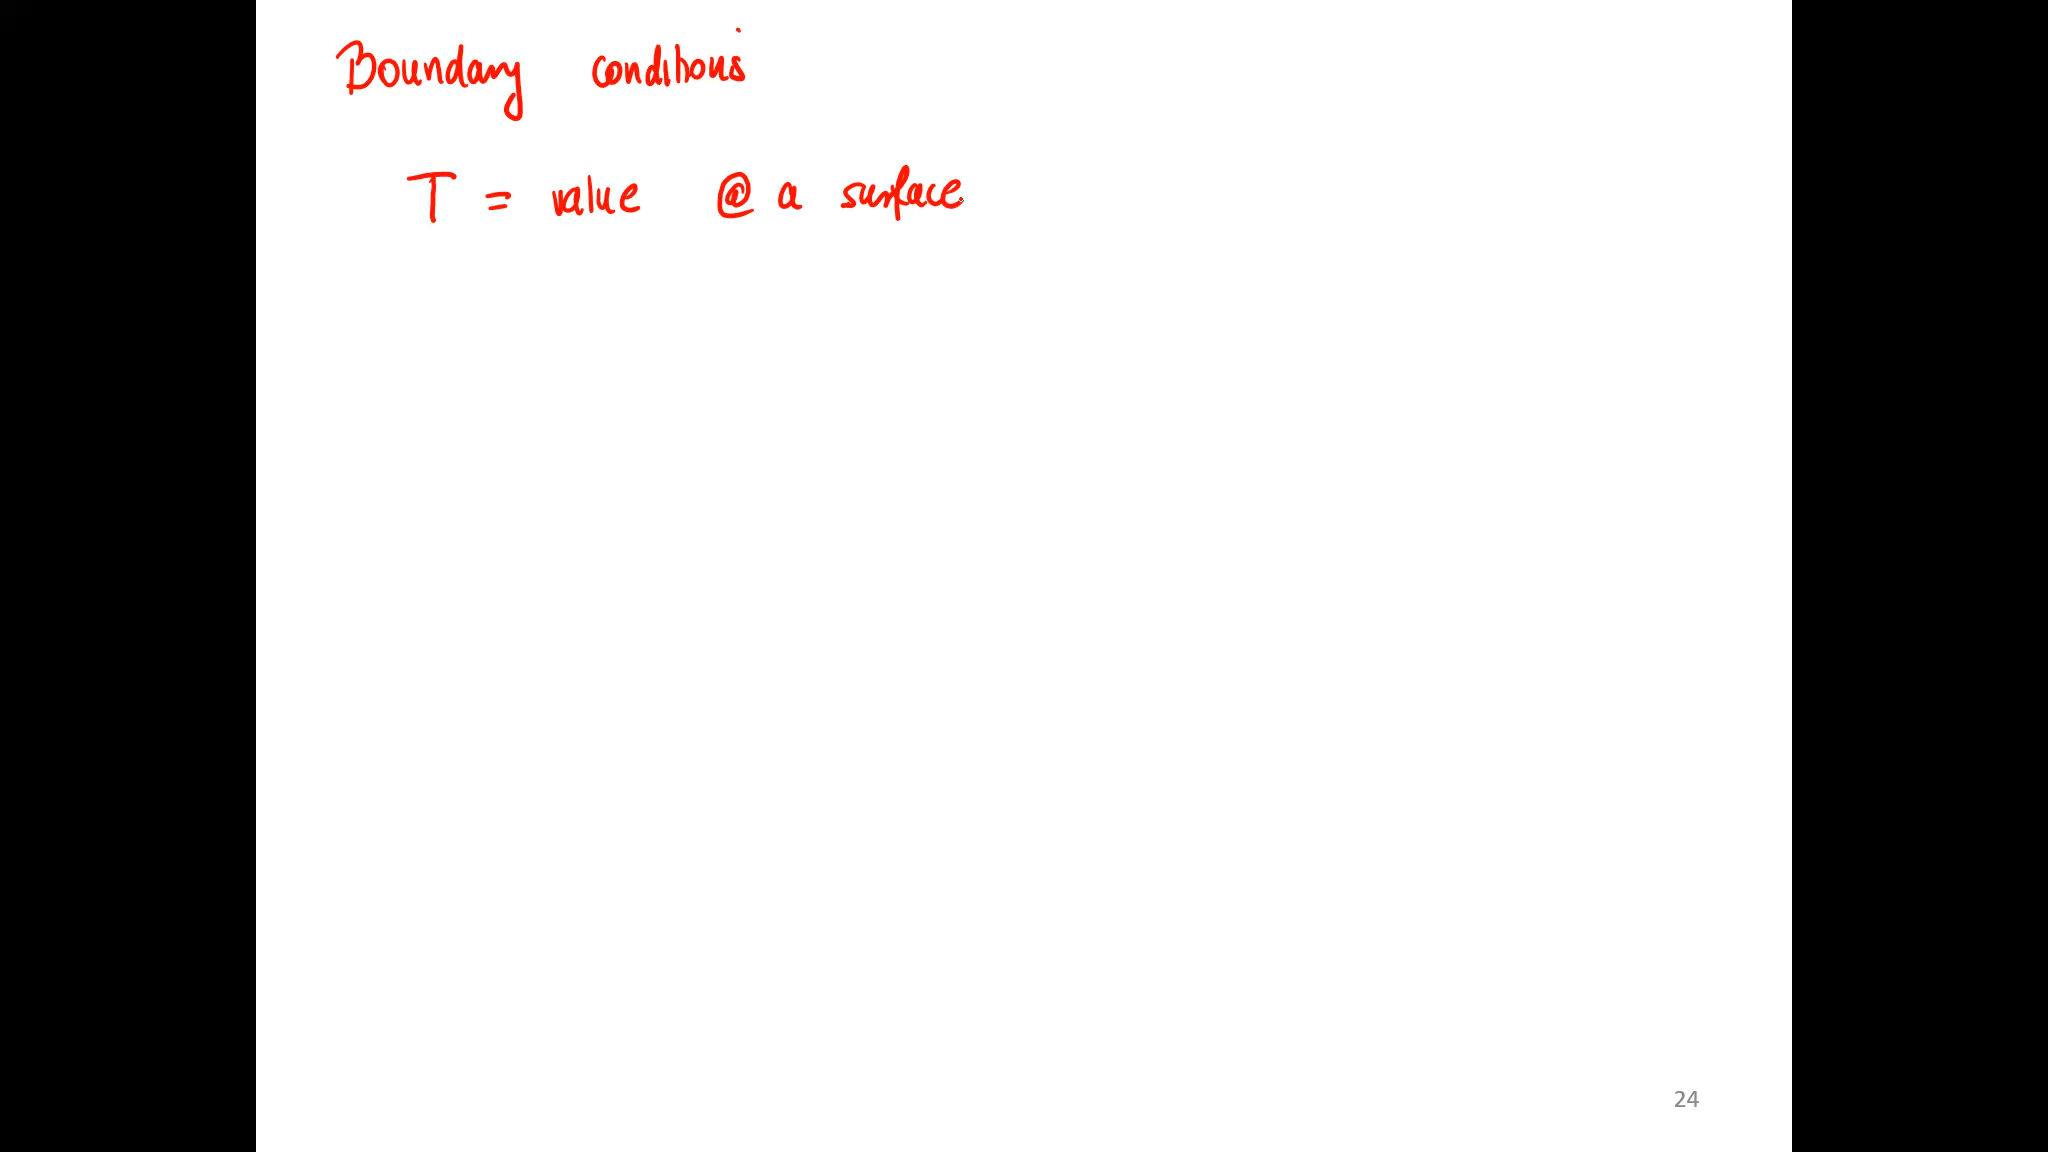 Boundary conditions
T = value @ a surface
24